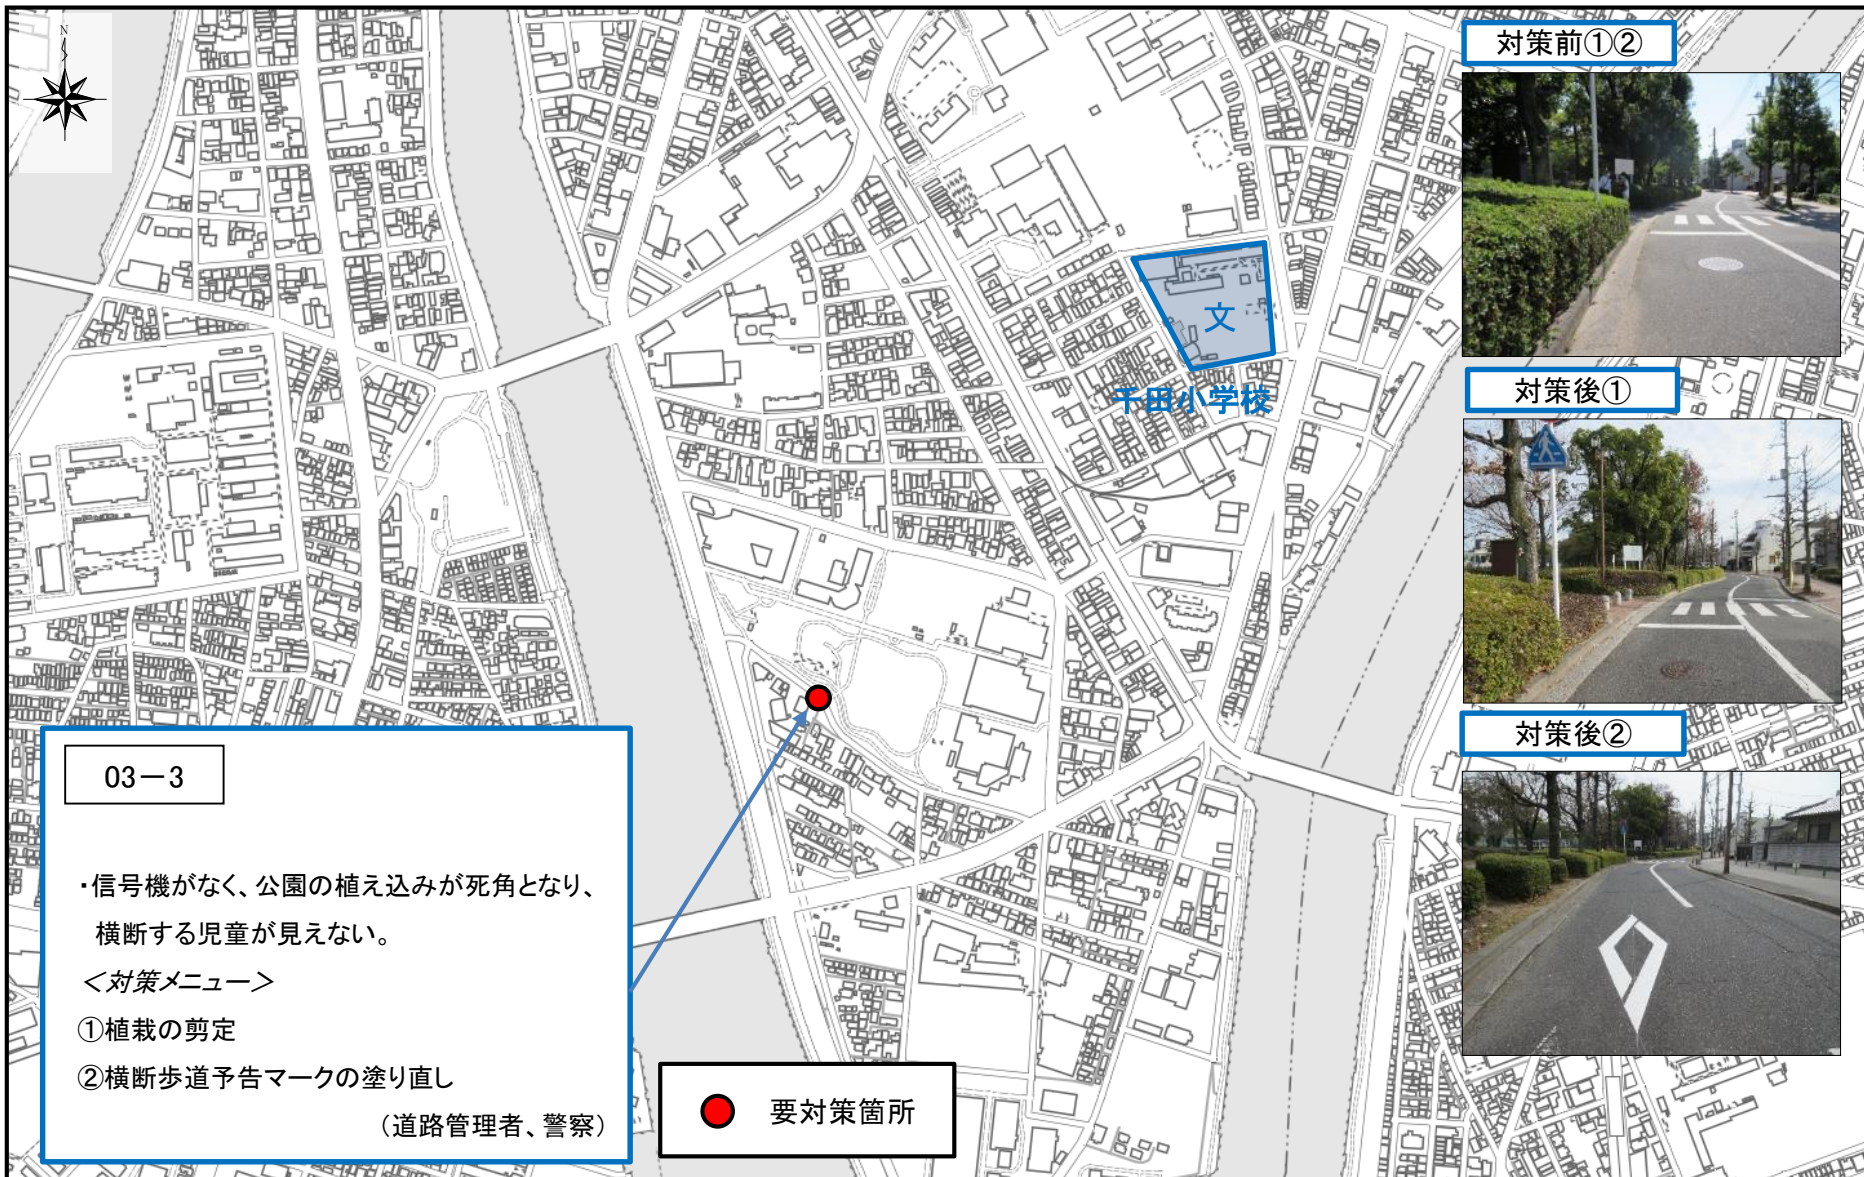 N
対策前①②
文
千田小学校
対策後①
対策後②
03－3
・信号機がなく、公園の植え込みが死角となり、
横断する児童が見えない。
＜対策メニュー＞
①植栽の剪定
②横断歩道予告マークの塗り直し
（道路管理者、警察）
要対策箇所